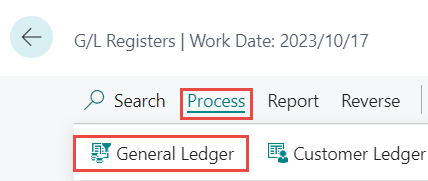 G/L Registers | Work Date: 2023/10/17
Search Process Report Reverse
General Ledger Customer Ledger